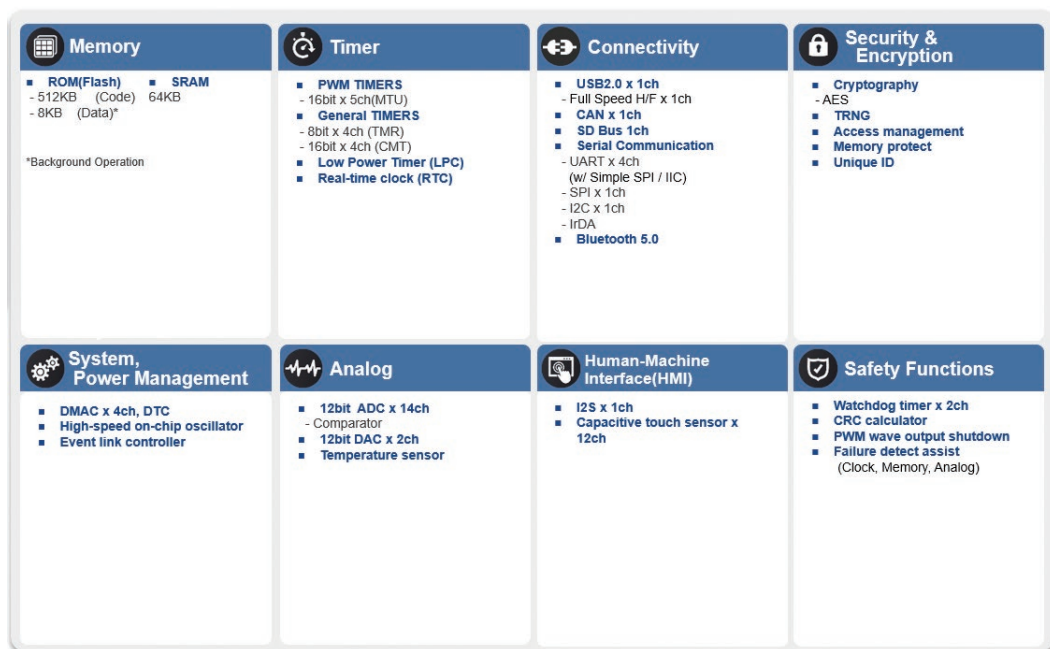 Memory
■ ROM(Flash) ■ SRAM
- 512KB (Code) 64KB
- 8KB (Data)*
*Background Operation
Timer
■ PWM TIMERS
- 16bit x 5ch(MTU)
■ General TIMERS
- 8bit x 4ch (TMR)
- 16bit x 4ch (CMT)
■ Low Power Timer (LPC)
■ Real-time clock (RTC)
Connectivity
■ USB2.0 x 1ch
- Full Speed H/F x 1ch
■ CAN x 1ch
■ SD Bus 1ch
■ Serial Communication
- UART x 4ch
(w/ Simple SPI / IIC)
- SPI x 1ch
- I2C x 1ch
- IrDA
■ Bluetooth 5.0
Security &
Encryption
■ Cryptography
- AES
■ TRNG
■ Access management
■ Memory protect
■ Unique ID
System,
Power Management
■ DMAC x 4ch, DTC
■ High-speed on-chip oscillator
■ Event link controller
Analog
■ 12bit ADC x 14ch
- Comparator
■ 12bit DAC x 2ch
■ Temperature sensor
Human-Machine
Interface(HMI)
■ I2S x 1ch
■ Capacitive touch sensor x
12ch
Safety Functions
■ Watchdog timer x 2ch
■ CRC calculator
■ PWM wave output shutdown
■ Failure detect assist
(Clock, Memory, Analog)